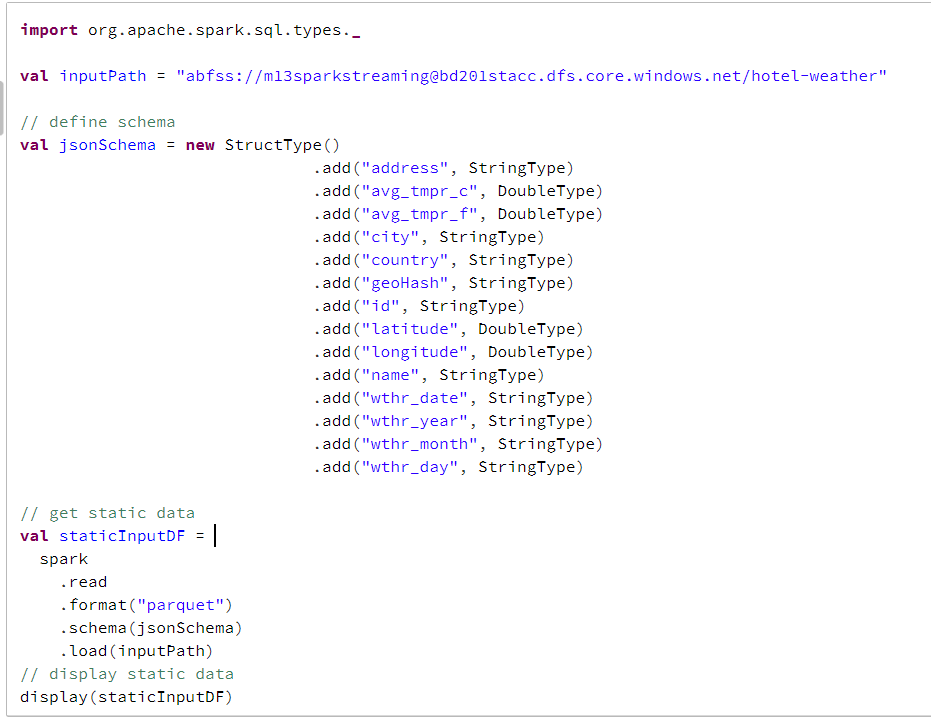 import org.apache.spark.sql.types._
val inputPath = "abfss://ml3sparkstreaming@bd201stacc.dfs.core.windows.net/hotel-weather"
// define schema
val jsonSchema = new StructType()
.add("address", StringType)
.add("avg_tmpr_c", DoubleType)
.add("avg_tmpr_f", DoubleType)
.add("city", StringType)
.add("country", StringType)
.add("geoHash", StringType)
.add("id", StringType)
.add("latitude", DoubleType)
.add("longitude", DoubleType)
.add("name", StringType)
.add("wthr_date", StringType)
.add("wthr_year", StringType)
.add("wthr_month", StringType)
.add("wthr_day", StringType)
// get static data
val staticInputDF =
spark
.read
.format("parquet")
.schema(jsonSchema)
.load(inputPath)
// display static data
display(staticInputDF)